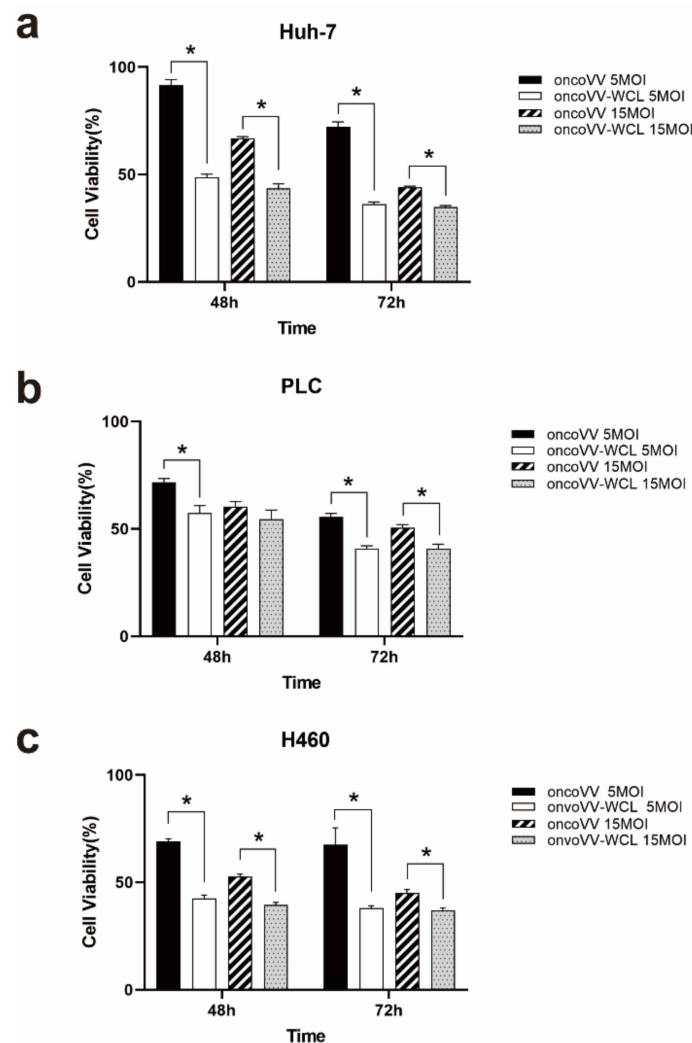 a
Huh-7
Cell Viability(%)
100
50
0
*
*
*
*
48h
72h
Time
oncoVV 5MOI
oncoVV-WCL 5MOI
oncoVV 15MOI
oncoVV-WCL 15MOI
b
PLC
Cell Viability(%)
100
50
0
*
*
*
48h
72h
Time
oncoVV 5MOI
oncoVV-WCL 5MOI
oncoVV 15MOI
oncoVV-WCL 15MOI
c
H460
Cell Viability(%)
100
50
0
*
*
*
*
48h
72h
Time
oncoVV 5MOI
onvoVV-WCL 5MOI
oncoVV 15MOI
onvoVV-WCL 15MOI